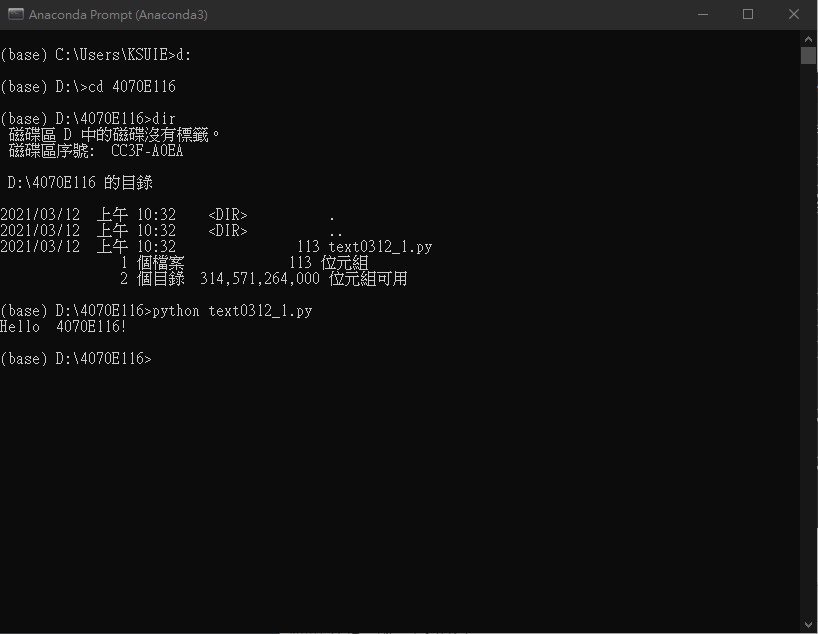 Anaconda Prompt (Anaconda3)
(base) C:\Users\KSUIE>d:
(base) D:\>cd 4070E116
(base) D:\4070E116>dir
磁碟區 D 中的磁碟沒有標籤。
磁碟區序號:  CC3F-A0EA
D:\4070E116 的目錄
2021/03/12  上午 10:32    <DIR>          .
2021/03/12  上午 10:32    <DIR>          ..
2021/03/12  上午 10:32               113 text0312_1.py
1 個檔案             113 位元組
2 個目錄  314,571,264,000 位元組可用
(base) D:\4070E116>python text0312_1.py
Hello  4070E116!
(base) D:\4070E116>